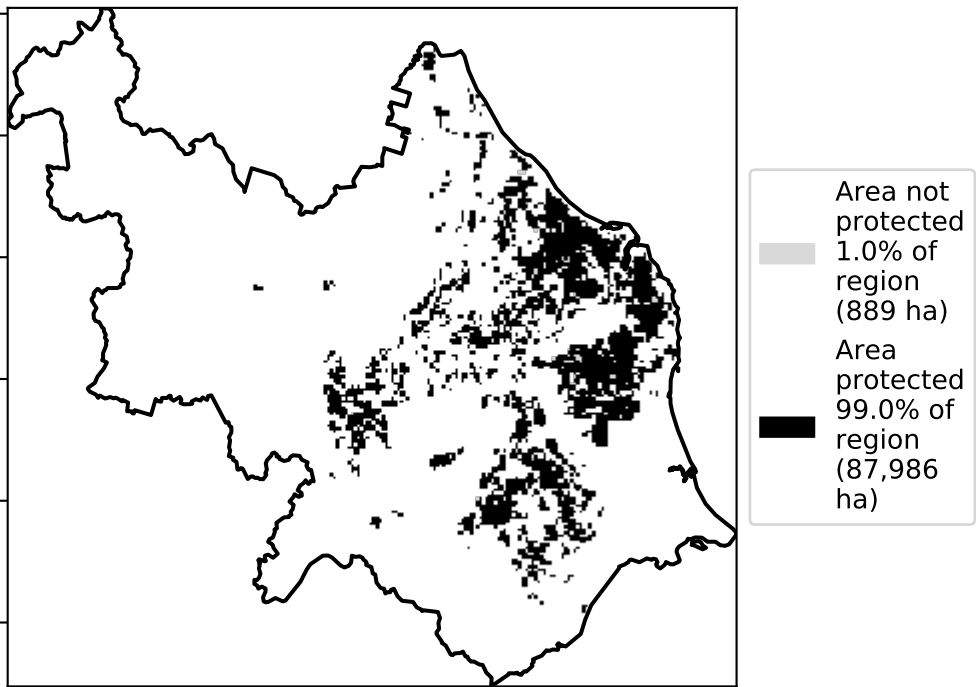 Area not
protected
1.0% of
region
(889 ha)
Area
protected
99.0% of
region
(87,986
ha)